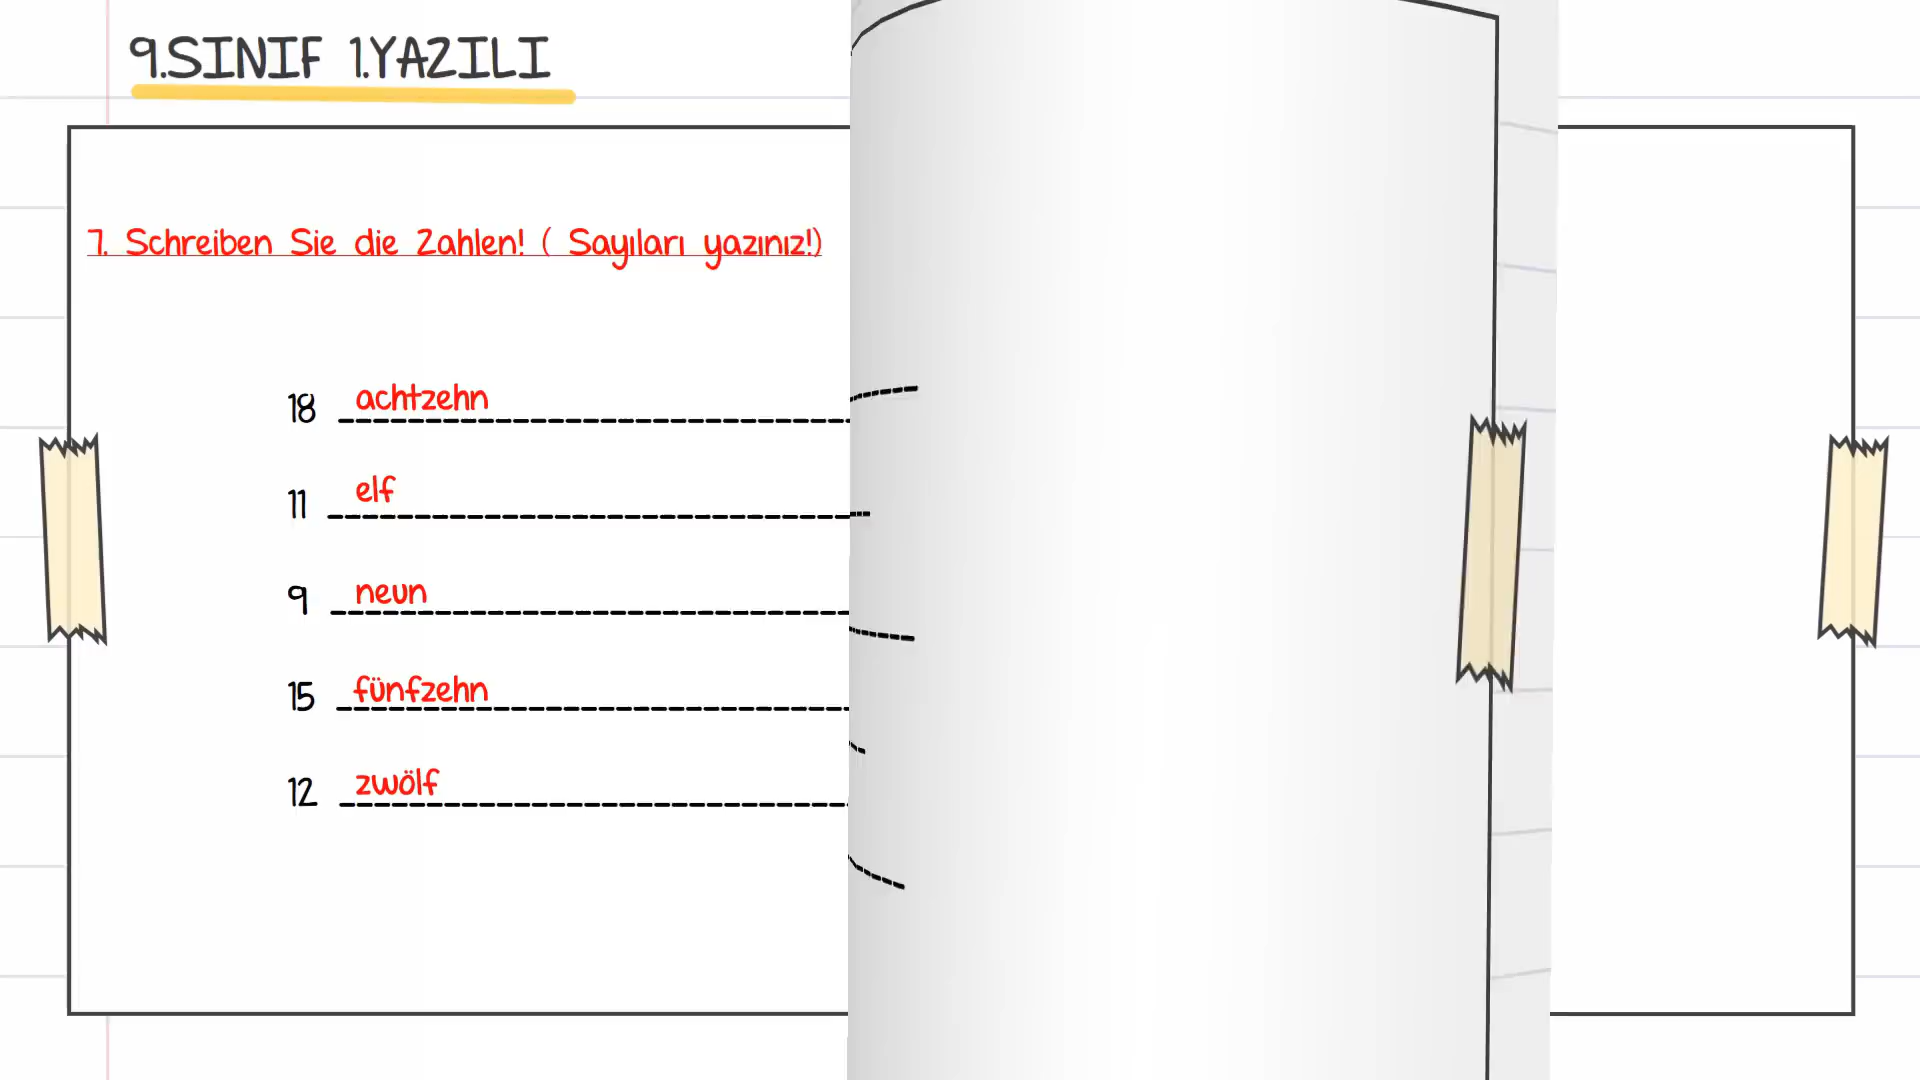 9.SINIF 1.YAZILI
7. Schreiben Sie die Zahlen! ( Sayıları yazınız!)
18 achtzehn
11 elf
9 neun
15 fünfzehn
12 zwölf